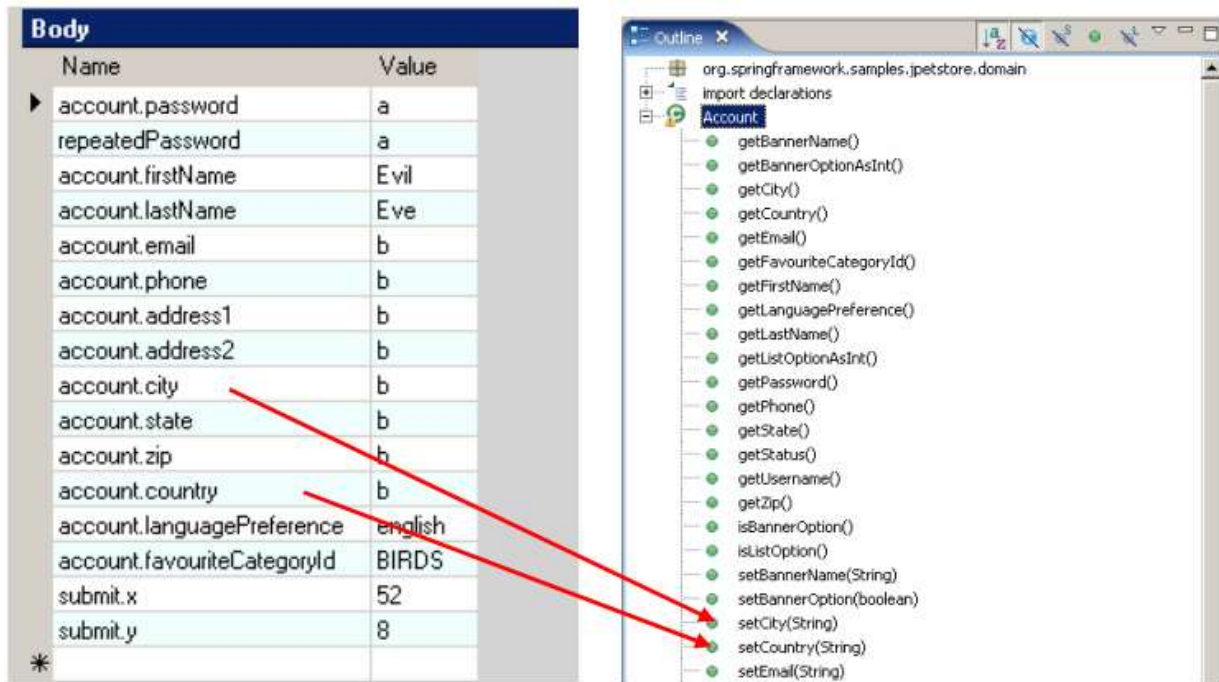 Body
Name Value
account.password a
repeatedPassword a
account.firstName Evil
account.lastName Eve
account.email b
account.phone b
account.address1 b
account.address2 b
account.city b
account.state b
account.zip b
account.country b
account.languagePreference english
account.favouriteCategoryId BIRDS
submit.x 52
submit.y 8
Outline
org.springframework.samples.jpetstore.domain
import declarations
Account
getBannerName()
getBannerOptionAsInt()
getCity()
getCountry()
getEmail()
getFavouriteCategoryId()
getFirstName()
getLanguagePreference()
getLastName()
getListOptionAsInt()
getPassword()
getPhone()
getState()
getStatus()
getUsername()
getZip()
isBannerOption()
isListOption()
setBannerName(String)
setBannerOption(boolean)
setCity(String)
setCountry(String)
setEmail(String)